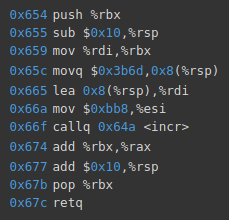 0x654 push %rbx
0x655 sub $0x10,%rsp
0x659 mov %rdi,%rbx
0x65c movq $0x3b6d,0x8(%rsp)
0x665 lea 0x8(%rsp),%rdi
0x66a mov $0xbb8,%esi
0x66f callq 0x64a <incr>
0x674 add %rbx,%rax
0x677 add $0x10,%rsp
0x67b pop %rbx
0x67c retq